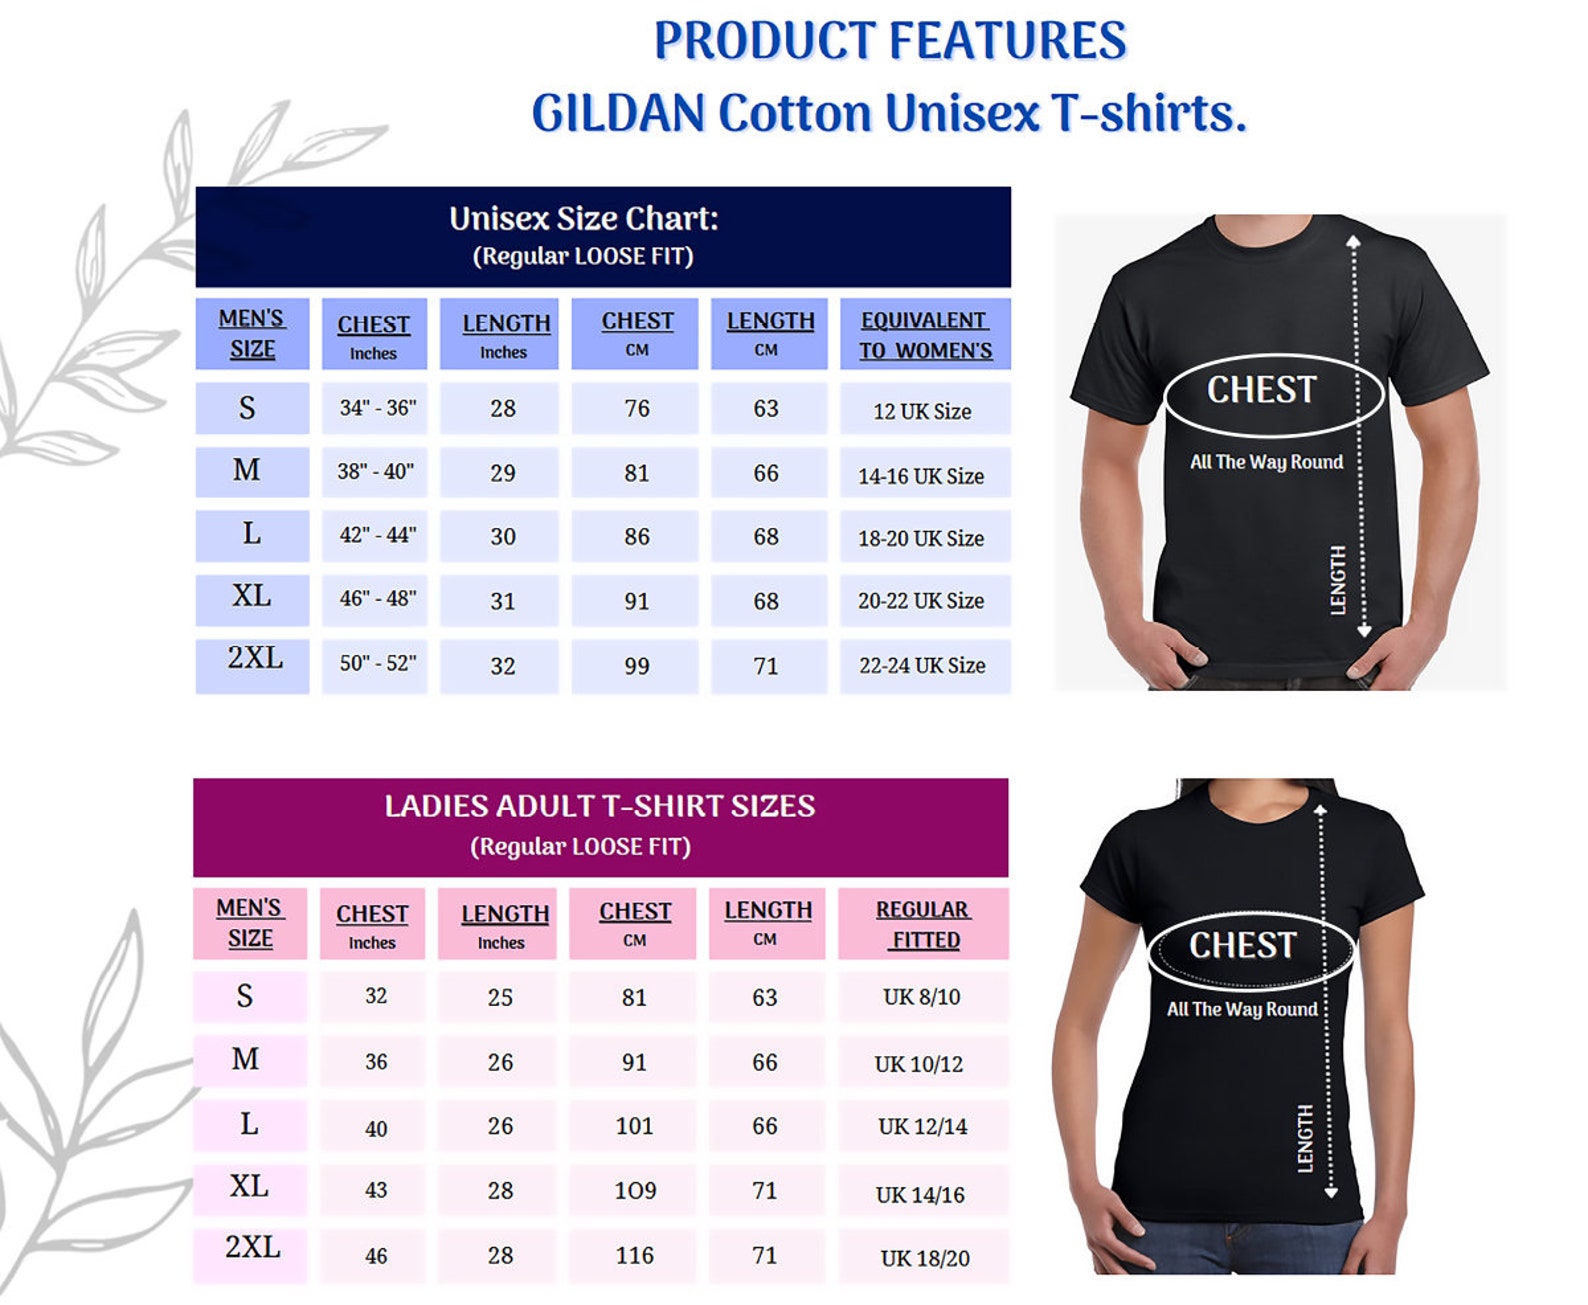 PRODUCT FEATURES
GILDAN Cotton Unisex T-shirts.
Unisex Size Chart:
(Regular LOOSE FIT)
MEN'S SIZE CHEST Inches LENGTH Inches CHEST CM LENGTH CM EQUIVALENT TO WOMEN'S
S 34" - 36" 28 76 63 12 UK Size
M 38" - 40" 29 81 66 14-16 UK Size
L 42" - 44" 30 86 68 18-20 UK Size
XL 46" - 48" 31 91 68 20-22 UK Size
2XL 50" - 52" 32 99 71 22-24 UK Size
CHEST
All The Way Round
LENGTH
LADIES ADULT T-SHIRT SIZES
(Regular LOOSE FIT)
MEN'S SIZE CHEST Inches LENGTH Inches CHEST CM LENGTH CM REGULAR FITTED
S 32 25 81 63 UK 8/10
M 36 26 91 66 UK 10/12
L 40 26 101 66 UK 12/14
XL 43 28 109 71 UK 14/16
2XL 46 28 116 71 UK 18/20
CHEST
All The Way Round
LENGTH